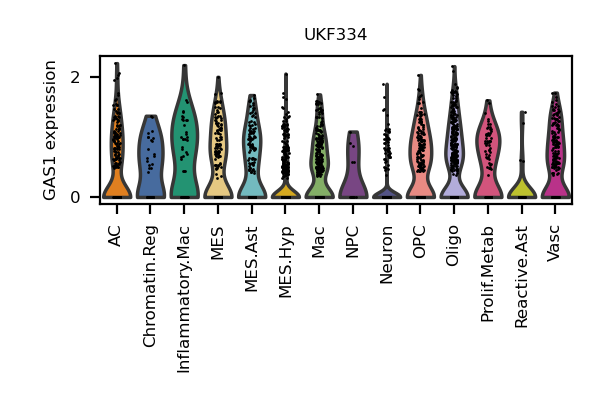 UKF334
GAS1 expression
2
0
AC
Chromatin.Reg
Inflammatory.Mac
MES
MES.Ast
MES.Hyp
Mac
NPC
Neuron
OPC
Oligo
Prolif.Metab
Reactive.Ast
Vasc